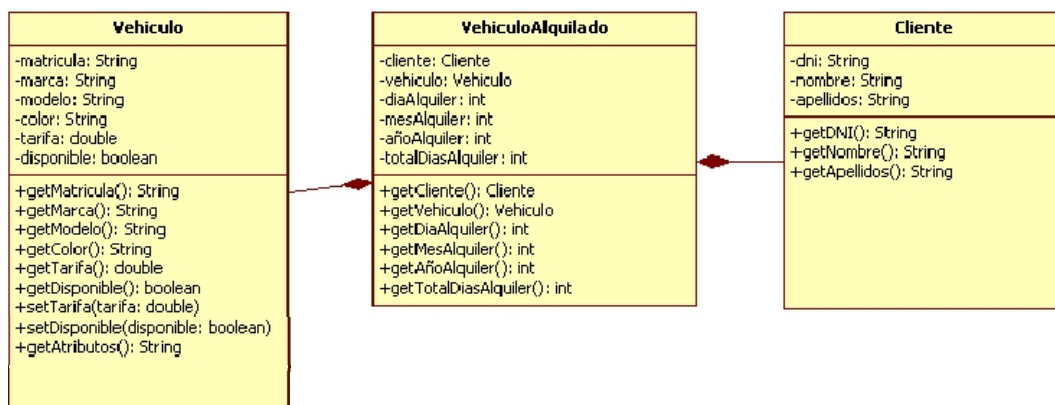 Vehiculo
-matricula: String
-marca: String
-modelo: String
-color: String
-tarifa: double
-disponible: boolean
+getMatricula(): String
+getMarca(): String
+getModelo(): String
+getColor(): String
+getTarifa(): double
+getDisponible(): boolean
+setTarifa(tarifa: double)
+setDisponible(disponible: boolean)
+getAtributos(): String
VehiculoAlquilado
-cliente: Cliente
-vehiculo: Vehiculo
-diaAlquiler: int
-mesAlquiler: int
-añoAlquiler: int
-totalDiasAlquiler: int
+getCliente(): Cliente
+getVehiculo(): Vehiculo
+getDiaAlquiler(): int
+getMesAlquiler(): int
+getAñoAlquiler(): int
+getTotalDiasAlquiler(): int
Cliente
-dni: String
-nombre: String
-apellidos: String
+getDNI(): String
+getNombre(): String
+getApellidos(): String